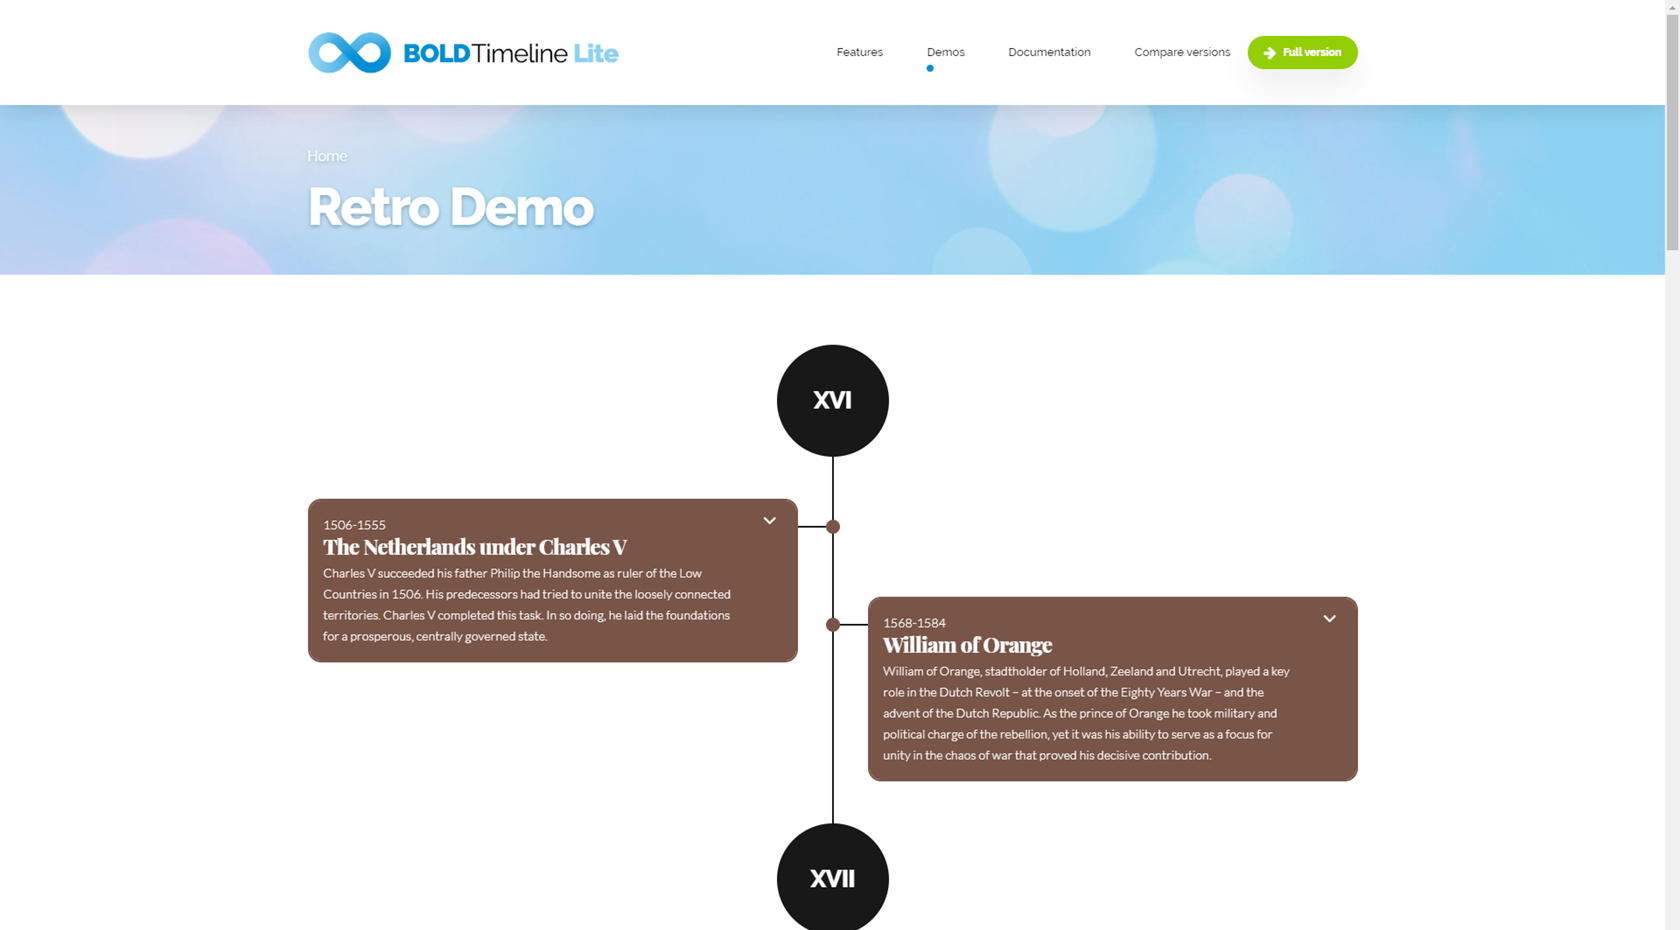 BOLDTimeline Lite
Features
Demos
Documentation
Compare versions
Full version
Home
Retro Demo
XVI
1506-1555
The Netherlands under Charles V
Charles V succeeded his father Philip the Handsome as ruler of the Low
Countries in 1506. His predecessors had tried to unite the loosely connected
territories. Charles V completed this task. In so doing, he laid the foundations
for a prosperous, centrally governed state.
1568-1584
William of Orange
William of Orange, stadtholder of Holland, Zeeland and Utrecht, played a key
role in the Dutch Revolt – at the onset of the Eighty Years War – and the
advent of the Dutch Republic. As the prince of Orange he took military and
political charge of the rebellion, yet it was his ability to serve as a focus for
unity in the chaos of war that proved his decisive contribution.
XVII